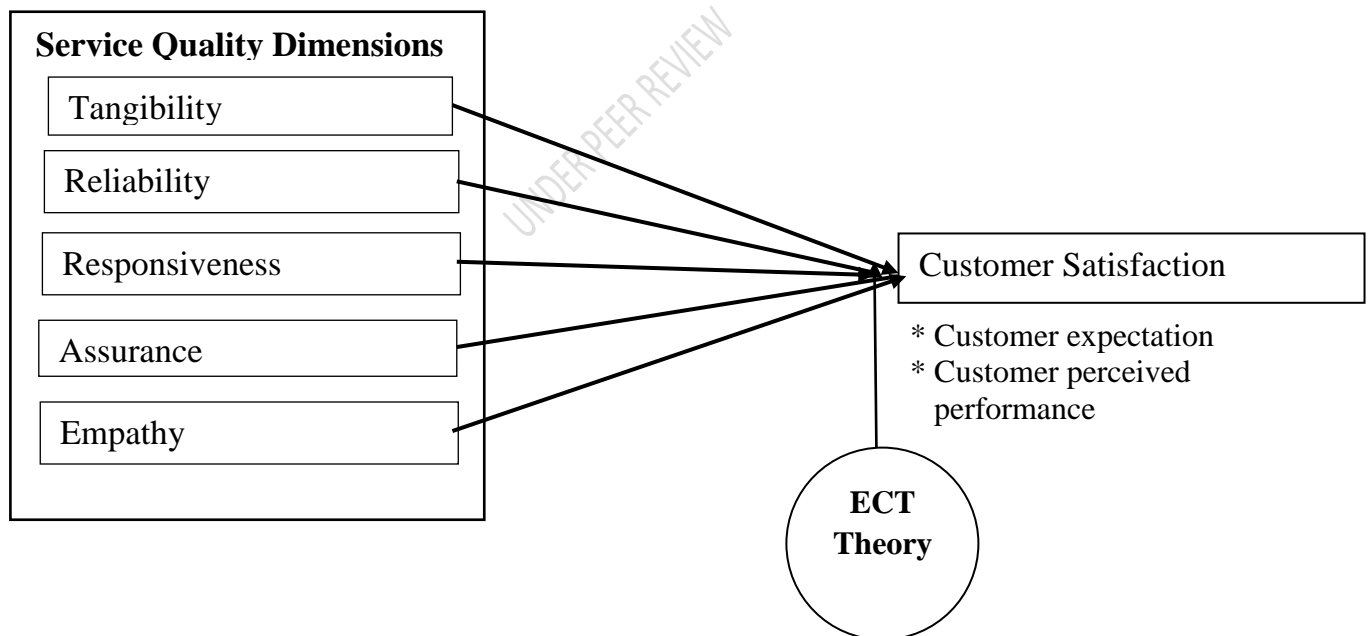 Service Quality Dimensions
Tangibility
Reliability
Responsiveness
Assurance
Empathy
UNDER PEER REVIEW
Customer Satisfaction
* Customer expectation
* Customer perceived
performance
ECT
Theory